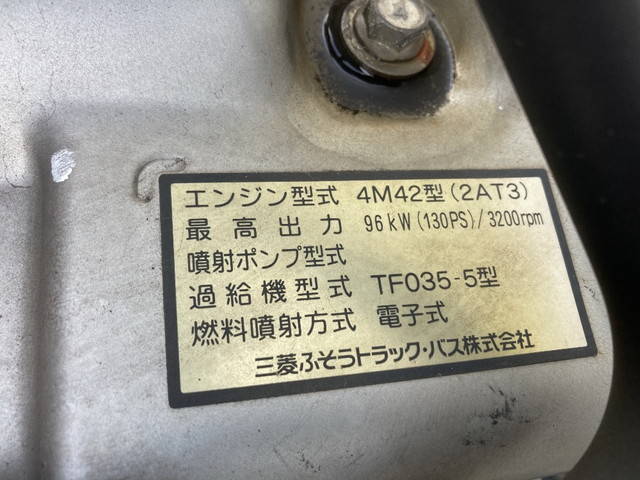 エンジン型式 4M42型(2AT3)
最高出力 96kW(130PS)/3200rpm
噴射ポンプ型式
過給機型式 TF035-5型
燃料噴射方式 電子式
三菱ふそうトラック・バス株式会社